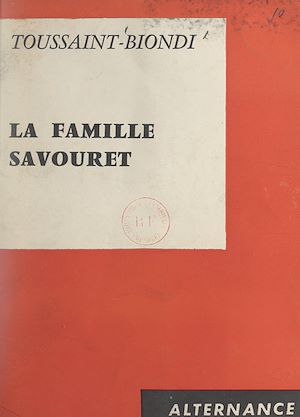 TOUSSAINT-BIONDI
LA FAMILLE
SAVOURET
ALTERNANCE